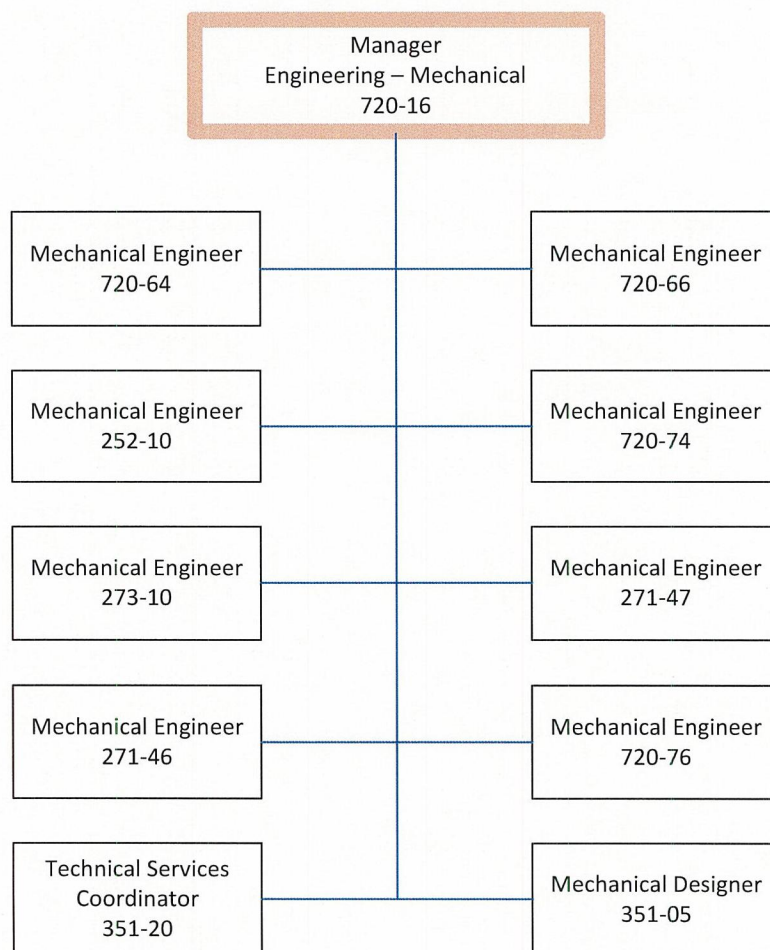 Manager
Engineering – Mechanical
720-16
Mechanical Engineer
720-64
Mechanical Engineer
720-66
Mechanical Engineer
252-10
Mechanical Engineer
720-74
Mechanical Engineer
273-10
Mechanical Engineer
271-47
Mechanical Engineer
271-46
Mechanical Engineer
720-76
Technical Services
Coordinator
351-20
Mechanical Designer
351-05